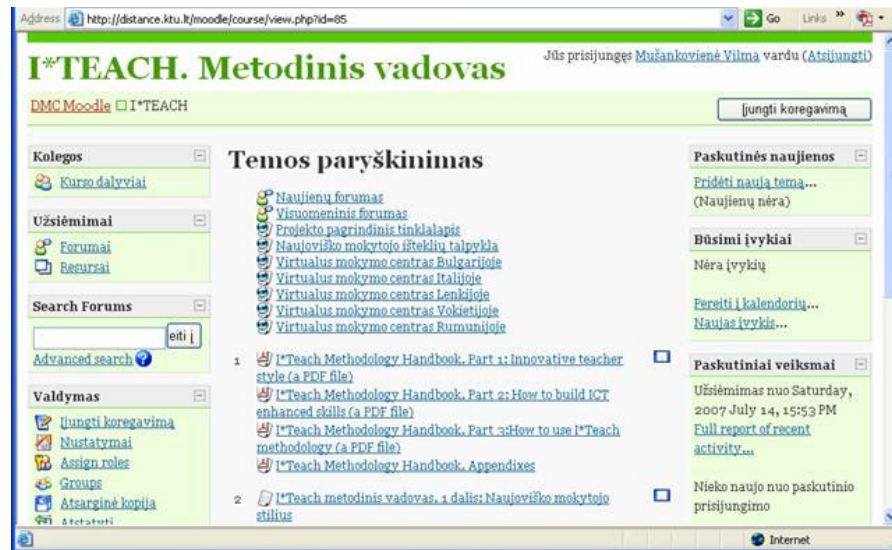 Address http://distance.ktu.lt/moodle/course/view.php?id=85 Go Links »
I*TEACH. Metodinis vadovas
Jūs prisijungęs Mušankovienė Vilma vardu (Atsijungti)
DMC Moodle I*TEACH
Įjungti koregavimą
Kolegos
Kurso dalyviai
Užsiėmimai
Forumai
Resursai
Search Forums
eiti į
Advanced search
Valdymas
Įjungti koregavimą
Nustatymai
Assign roles
Groups
Atsarginė kopija
Atstatyti
Temos paryškinimas
Naujienų forumas
Visuomeninis forumas
Projekto pagrindinis tinklalapis
Naujoviško mokytojo išteklių talpykla
Virtualus mokymo centras Bulgarijoje
Virtualus mokymo centras Italijoje
Virtualus mokymo centras Lenkijoje
Virtualus mokymo centras Vokietijoje
Virtualus mokymo centras Rumunijoje
1 I*Teach Methodology Handbook. Part 1: Innovative teacher
style (a PDF file)
I*Teach Methodology Handbook. Part 2: How to build ICT
enhanced skills (a PDF file)
I*Teach Methodology Handbook. Part 3:How to use I*Teach
methodology (a PDF file)
I*Teach Methodology Handbook. Appendixes
2 I*Teach metodinis vadovas. 1 dalis: Naujoviško mokytojo
stilius
Paskutinės naujienos
Pridėti naują temą...
(Naujienų nėra)
Būsimi įvykiai
Nėra įvykių
Pereiti į kalendorių...
Naujas įvykis...
Paskutiniai veiksmai
Užsiėmimas nuo Saturday,
2007 July 14, 15:53 PM
Full report of recent
activity...
Nieko naujo nuo paskutinio
prisijungimo
Internet